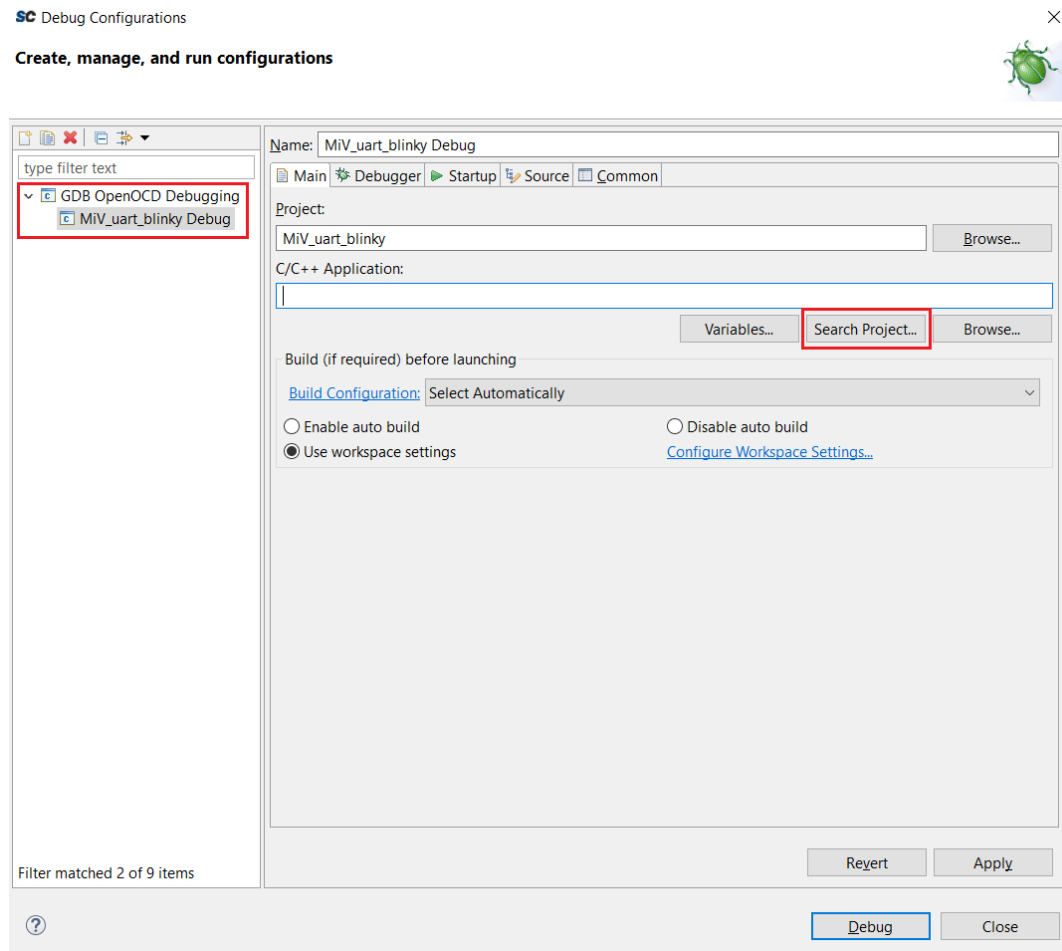 SC Debug Configurations
Create, manage, and run configurations
type filter text
GDB OpenOCD Debugging
MiV_uart_blinky Debug
Filter matched 2 of 9 items
Name: MiV_uart_blinky Debug
Main Debugger Startup Source Common
Project:
MiV_uart_blinky Browse...
C/C++ Application:
Variables... Search Project... Browse...
Build (if required) before launching
Build Configuration: Select Automatically
Enable auto build Disable auto build
Use workspace settings Configure Workspace Settings...
Revert Apply
Debug Close